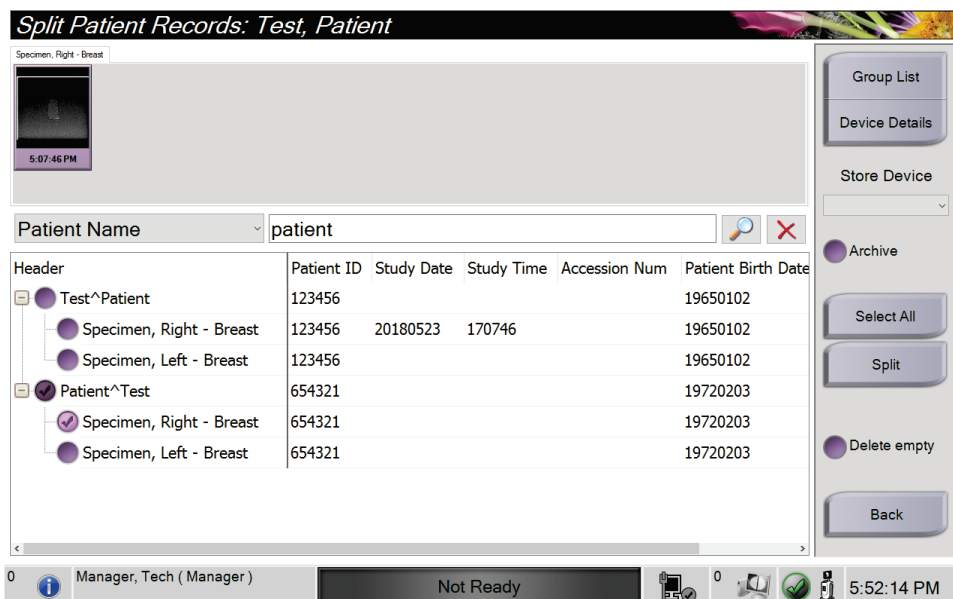 Split Patient Records: Test, Patient
Specimen, Right - Breast
5:07:46 PM
Group List
Device Details
Store Device
Archive
Select All
Split
Delete empty
Back
Patient Name patient
Header Patient ID Study Date Study Time Accession Num Patient Birth Date
Test^Patient 123456 19650102
Specimen, Right - Breast 123456 20180523 170746 19650102
Specimen, Left - Breast 123456 19650102
Patient^Test 654321 19720203
Specimen, Right - Breast 654321 19720203
Specimen, Left - Breast 654321 19720203
0 Manager, Tech ( Manager ) Not Ready 0 5:52:14 PM